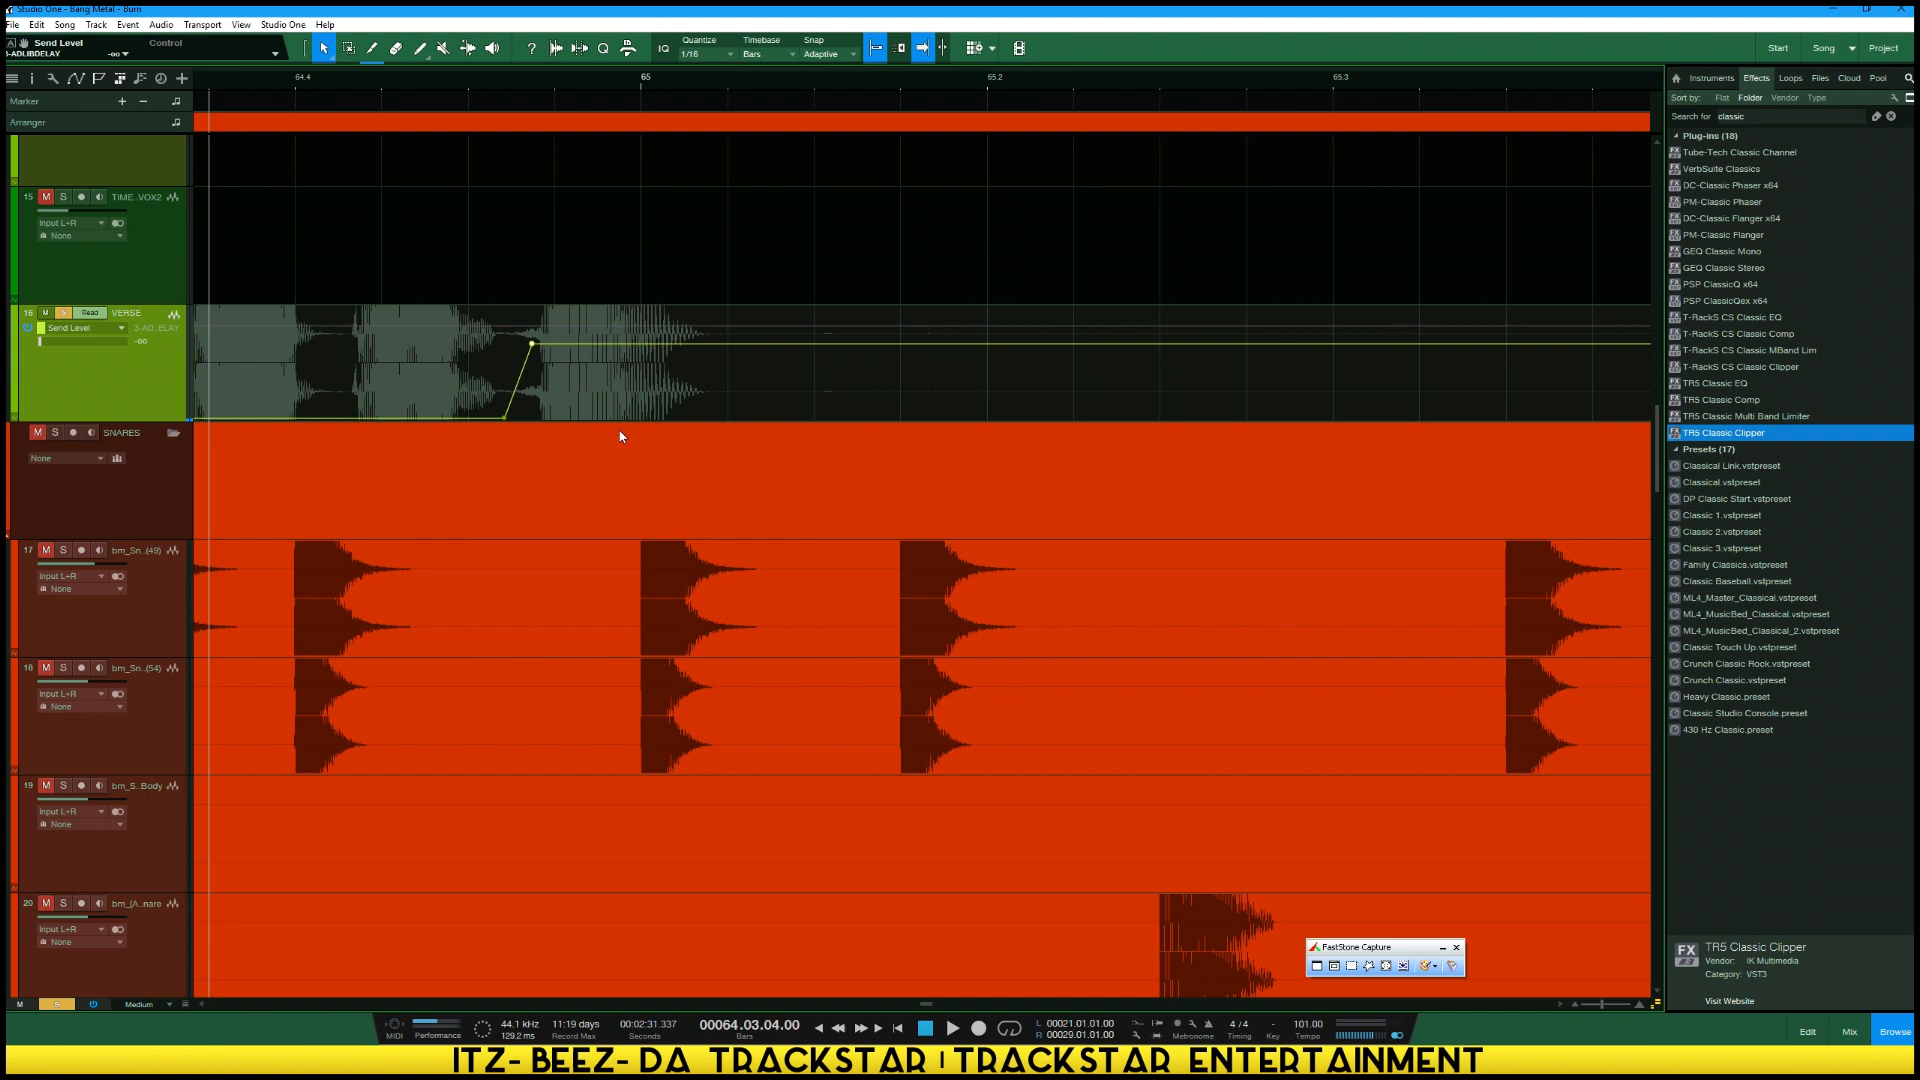 Studio One - Bang Metal - Burn
File Edit Song Track Event Audio Transport View Studio One Help
Send Level Control
3-ADLIBDELAY -oo
IQ Quantize Timebase Snap
1/16 Bars Adaptive
Start Song Project
64.4 65 65.2 65.3
Instruments Effects Loops Files Cloud Pool
Marker
Sort by: Flat Folder Vendor Type
Search for classic
Arranger
Plug-ins (18)
Tube-Tech Classic Channel
VerbSuite Classics
DC-Classic Phaser x64
PM-Classic Phaser
DC-Classic Flanger x64
PM-Classic Flanger
GEQ Classic Mono
GEQ Classic Stereo
PSP ClassicQ x64
PSP ClassicQex x64
T-RackS CS Classic EQ
T-RackS CS Classic Comp
T-RackS CS Classic MBand Lim
T-RackS CS Classic Clipper
TR5 Classic EQ
TR5 Classic Comp
TR5 Classic Multi Band Limiter
TR5 Classic Clipper
Presets (17)
Classical Link.vstpreset
Classical.vstpreset
DP Classic Start.vstpreset
Classic 1.vstpreset
Classic 2.vstpreset
Classic 3.vstpreset
Family Classics.vstpreset
Classic Baseball.vstpreset
ML4_Master_Classical.vstpreset
ML4_MusicBed_Classical.vstpreset
ML4_MusicBed_Classical_2.vstpreset
Classic Touch Up.vstpreset
Crunch Classic Rock.vstpreset
Crunch Classic.vstpreset
Heavy Classic.preset
Classic Studio Console.preset
430 Hz Classic.preset
15 M S TIME..VOX2
Input L+R
None
16 M S Read VERSE
Send Level 3-AD..ELAY
-oo
M S SNARES
None
17 M S bm_Sn..(49)
Input L+R
None
18 M S bm_Sn..(54)
Input L+R
None
19 M S bm_S..Body
Input L+R
None
20 M S bm_[A..nare
Input L+R
None
FastStone Capture
FX TR5 Classic Clipper
Vendor: IK Multimedia
Category: VST3
Visit Website
M S Medium
MIDI Performance
44.1 kHz 11:19 days 00:02:31.337 00064.03.04.00
129.2 ms Record Max Seconds Bars
L 00021.01.01.00
R 00029.01.01.00
Metronome
4 / 4 - 101.00
Timing Key Tempo
Edit Mix Browse
ITZ- BEEZ- DA TRACKSTAR | TRACKSTAR ENTERTAINMENT